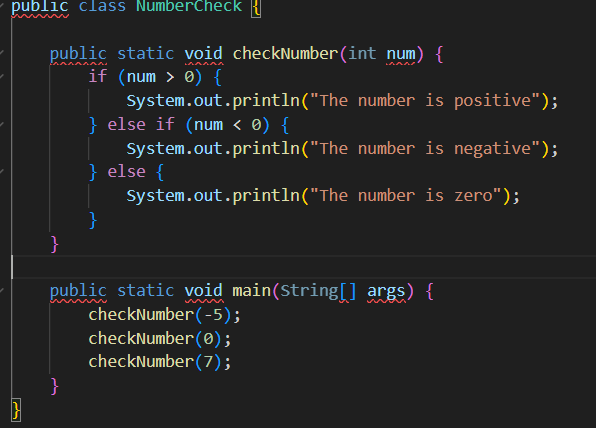 public class NumberCheck {
public static void checkNumber(int num) {
if (num > 0) {
System.out.println("The number is positive");
} else if (num < 0) {
System.out.println("The number is negative");
} else {
System.out.println("The number is zero");
}
}
public static void main(String[] args) {
checkNumber(-5);
checkNumber(0);
checkNumber(7);
}
}